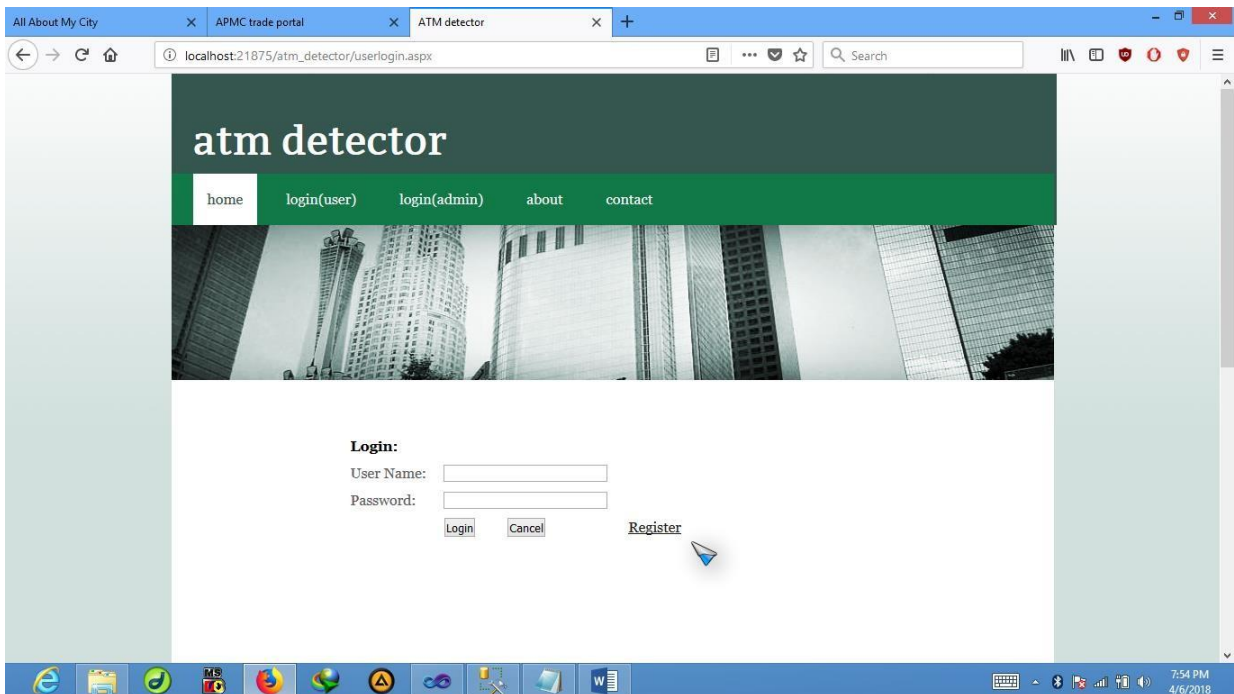 All About My City
APMC trade portal
ATM detector
localhost:21875/atm_detector/userlogin.aspx
Search
atm detector
home login(user) login(admin) about contact
Login:
User Name:
Password:
Login Cancel Register
7:54 PM
4/6/2018